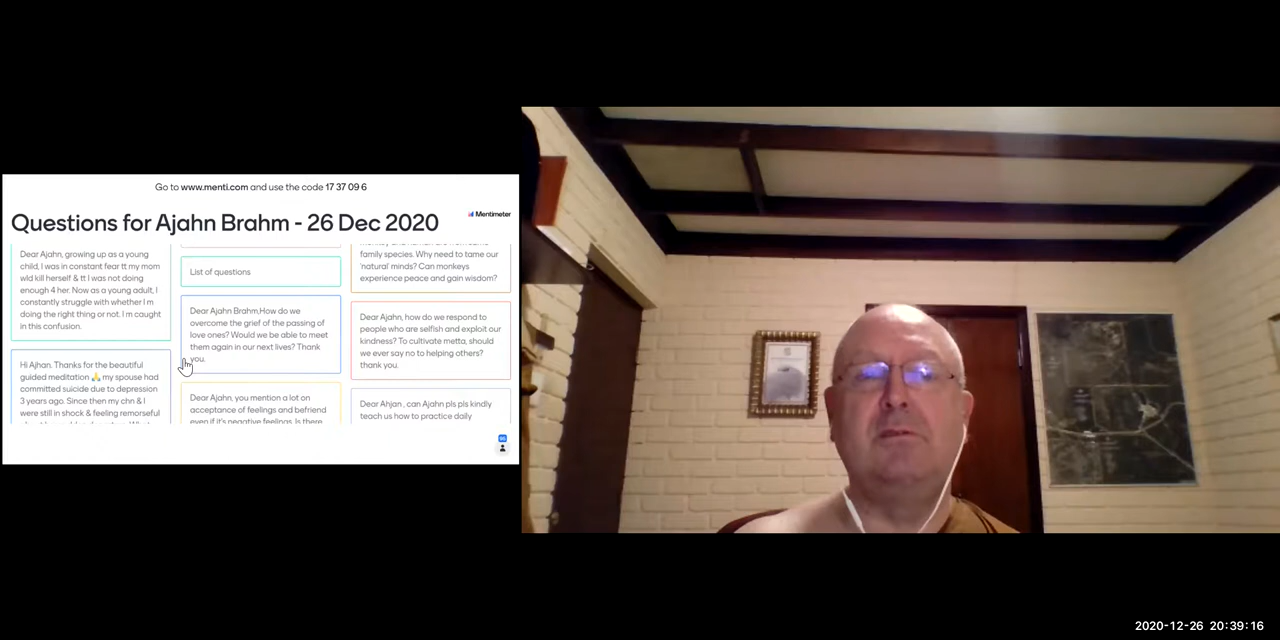 Go to www.menti.com and use the code 17 37 09 6
Questions for Ajahn Brahm - 26 Dec 2020
Mentimeter
Dear Ajahn, growing up as a young
child, I was in constant fear tt my mom
wld kill herself & tt I was not doing
enough 4 her. Now as a young adult, I
constantly struggle with whether I m
doing the right thing or not. I m caught
in this confusion.
Hi Ajhan. Thanks for the beautiful
guided meditation 🙏 my spouse had
committed suicide due to depression
3 years ago. Since then my chn & I
were still in shock & feeling remorseful
List of questions
Dear Ajahn Brahm,How do we
overcome the grief of the passing of
love ones? Would we be able to meet
them again in our next lives? Thank
you.
Dear Ajahn, you mention a lot on
acceptance of feelings and befriend
even if it's negative feelings. Is there
family species. Why need to tame our
'natural' minds? Can monkeys
experience peace and gain wisdom?
Dear Ajahn, how do we respond to
people who are selfish and exploit our
kindness? To cultivate metta, should
we ever say no to helping others?
thank you.
Dear Ahjan , can Ajahn pls pls kindly
teach us how to practice daily
2020-12-26 20:39:16